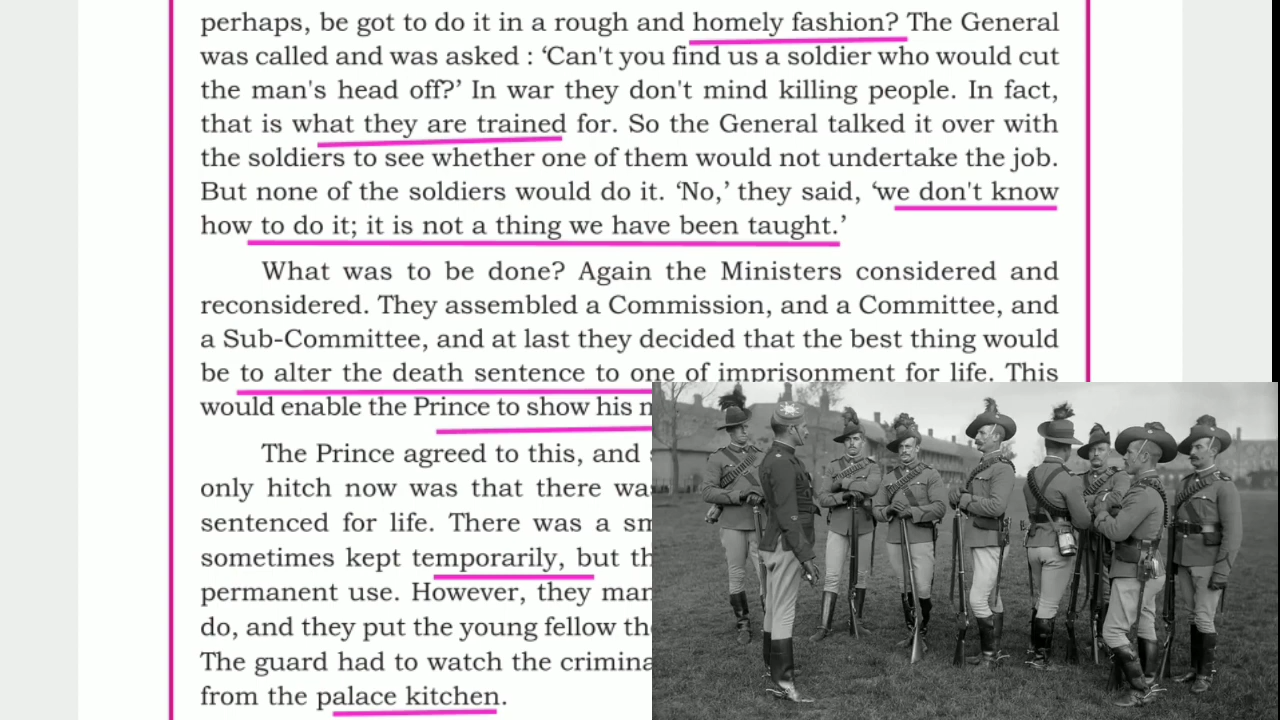 perhaps, be got to do it in a rough and homely fashion? The General
was called and was asked : ‘Can't you find us a soldier who would cut
the man's head off?’ In war they don't mind killing people. In fact,
that is what they are trained for. So the General talked it over with
the soldiers to see whether one of them would not undertake the job.
But none of the soldiers would do it. ‘No,’ they said, ‘we don't know
how to do it; it is not a thing we have been taught.’
What was to be done? Again the Ministers considered and
reconsidered. They assembled a Commission, and a Committee, and
a Sub-Committee, and at last they decided that the best thing would
be to alter the death sentence to one of imprisonment for life. This
would enable the Prince to show his
The Prince agreed to this, and
only hitch now was that there
sentenced for life. There was a
sometimes kept temporarily, but
permanent use. However, they
do, and they put the young fellow
The guard had to watch the
from the palace kitchen.